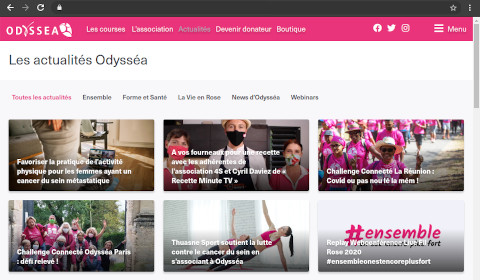 ODYSSEA
Les courses
L'association
Actualités
Devenir donateur
Boutique
Menu
Les actualités Odysséa
Toutes les actualités
Ensemble
Forme et Santé
La Vie en Rose
News d'Odysséa
Webinars
Favoriser la pratique de l'activité
physique pour les femmes ayant un
cancer du sein métastatique
A vos fourneaux pour une recette
avec les adhérentes de
l'association 4S et Cyril Daviez de «
Recette Minute TV »
Challenge Connecté La Réunion :
Covid ou pas nou lé la mêm !
Challenge Connecté Odysséa Paris
: défi relevé !
Thuasne Sport soutient la lutte
contre le cancer du sein en
s'associant à Odysséa
#ensemble
Replay Webconférence Live En
Rose 2020
#ensembleonestencoreplusfort